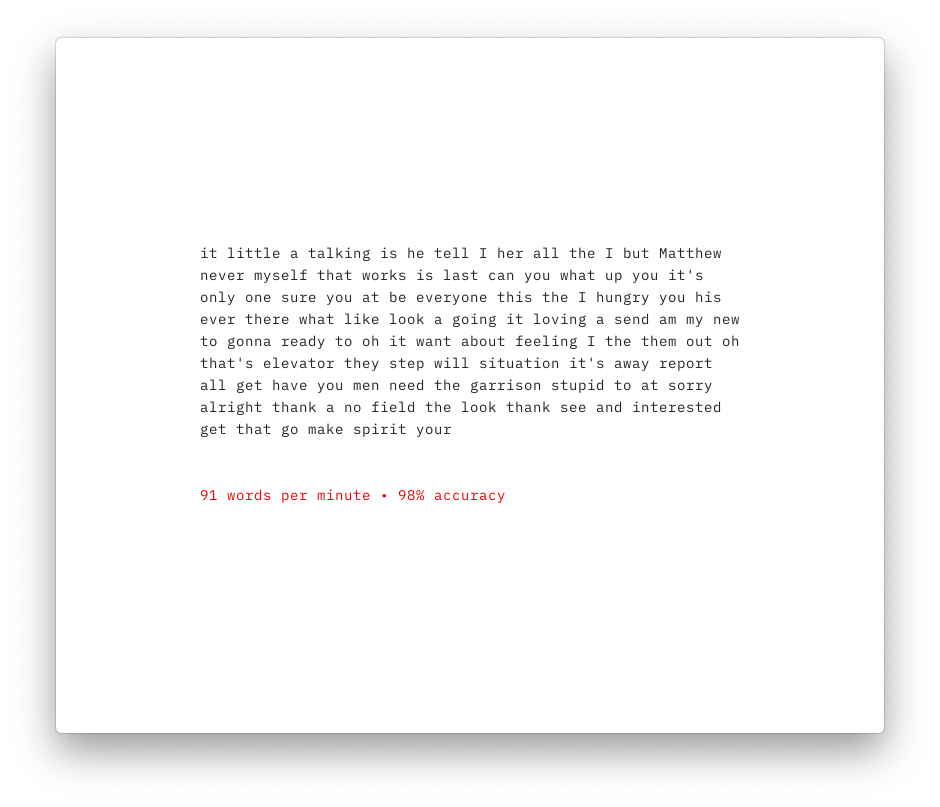 it little a talking is he tell I her all the I but Matthew
never myself that works is last can you what up you it's
only one sure you at be everyone this the I hungry you his
ever there what like look a going it loving a send am my new
to gonna ready to oh it want about feeling I the them out oh
that's elevator they step will situation it's away report
all get have you men need the garrison stupid to at sorry
alright thank a no field the look thank see and interested
get that go make spirit your
91 words per minute • 98% accuracy